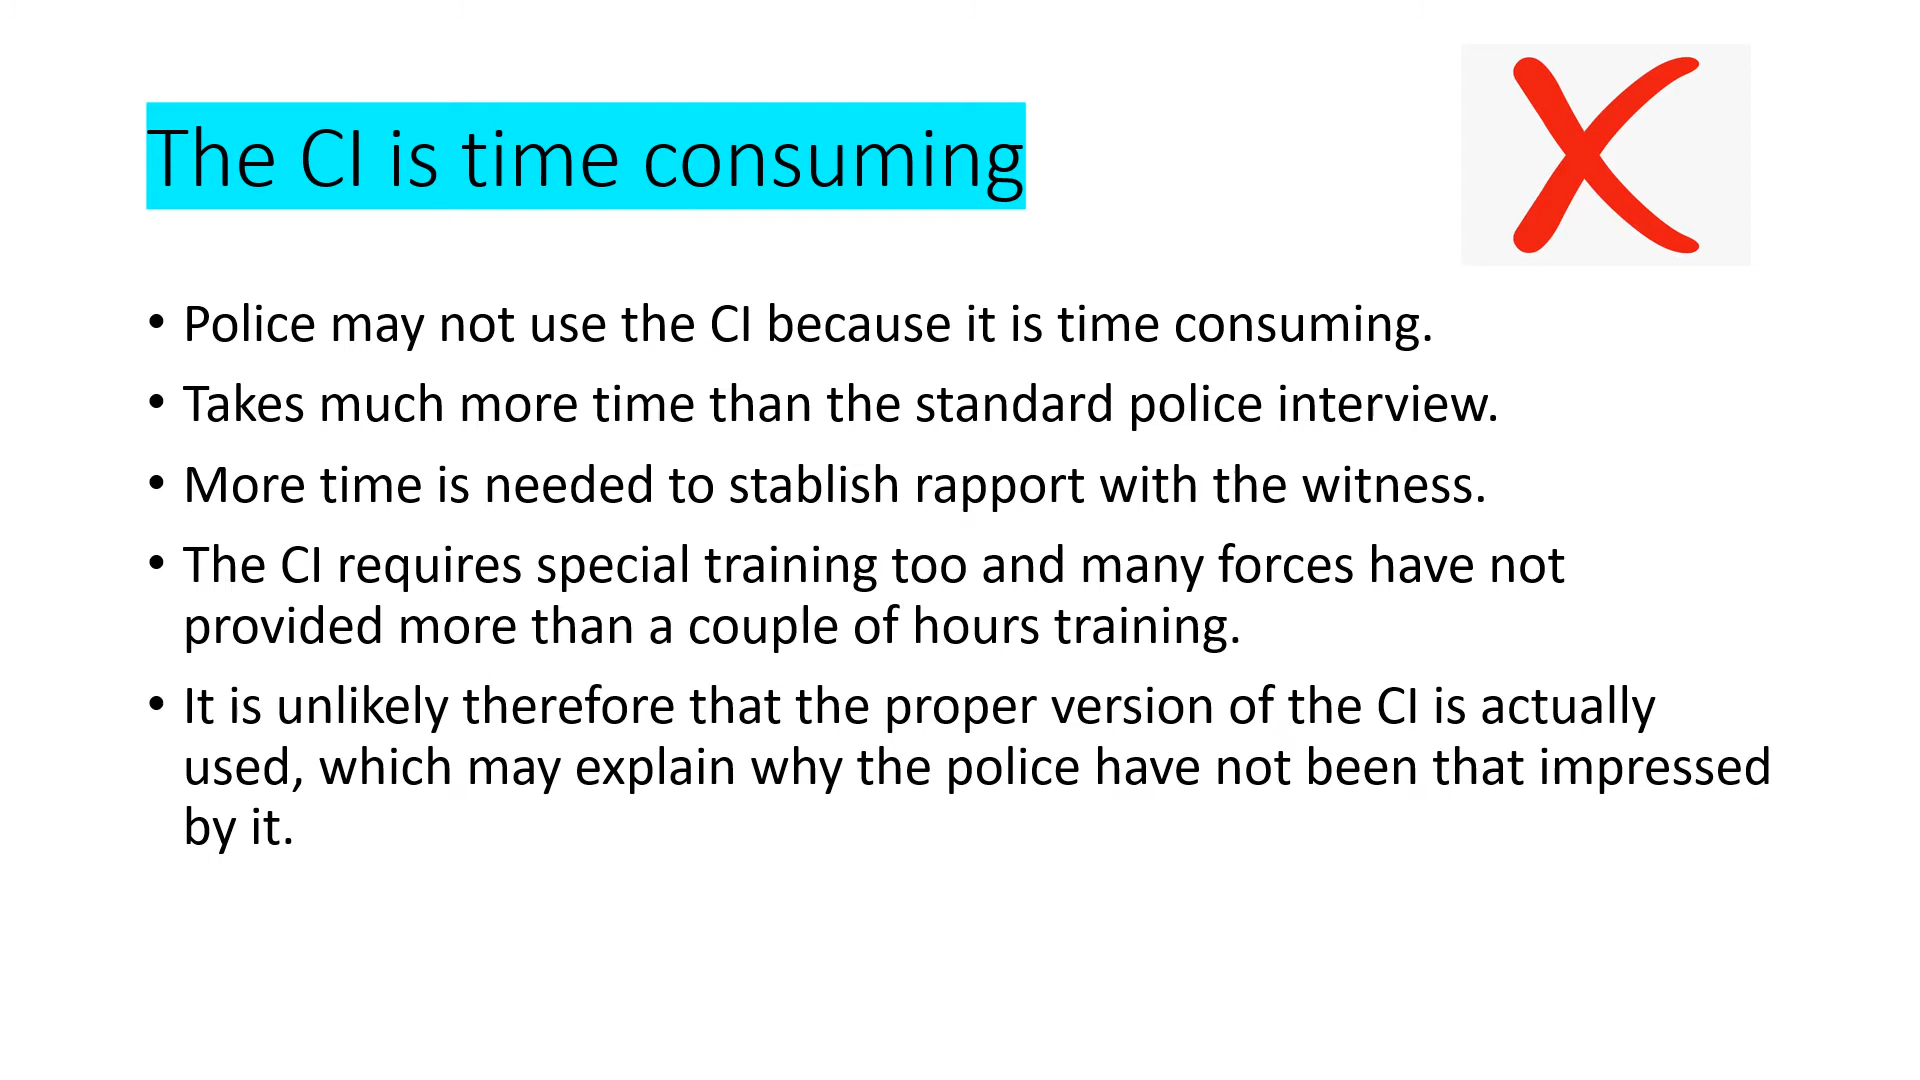 The CI is time consuming
• Police may not use the CI because it is time consuming.
• Takes much more time than the standard police interview.
• More time is needed to stablish rapport with the witness.
• The CI requires special training too and many forces have not
provided more than a couple of hours training.
• It is unlikely therefore that the proper version of the CI is actually
used, which may explain why the police have not been that impressed
by it.